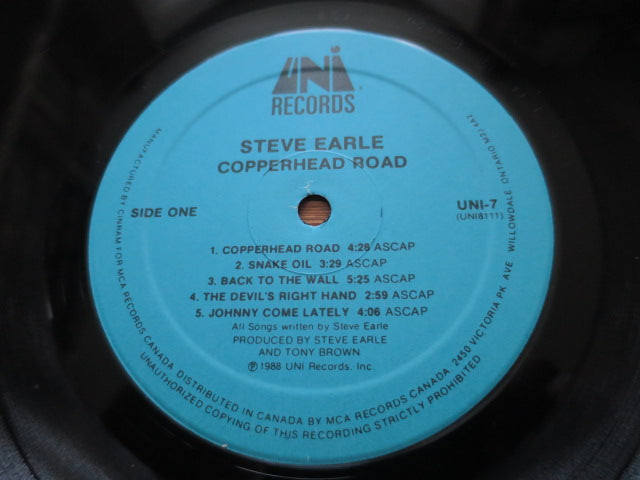 UNi
RECORDS
STEVE EARLE
COPPERHEAD ROAD
SIDE ONE
UNI-7
(UNI8111)
1. COPPERHEAD ROAD 4:28 ASCAP
2. SNAKE OIL 3:29 ASCAP
3. BACK TO THE WALL 5:25 ASCAP
4. THE DEVIL'S RIGHT HAND 2:59 ASCAP
5. JOHNNY COME LATELY 4:06 ASCAP
All Songs written by Steve Earle
PRODUCED BY STEVE EARLE
AND TONY BROWN
℗ 1988 UNi Records, Inc.
MANUFACTURED BY CINRAM FOR MCA RECORDS CANADA, DISTRIBUTED IN CANADA BY MCA RECORDS CANADA 2450 VICTORIA PK AVE WILLOWDALE ONTARIO M2J 4A2
UNAUTHORIZED COPYING OF THIS RECORDING STRICTLY PROHIBITED